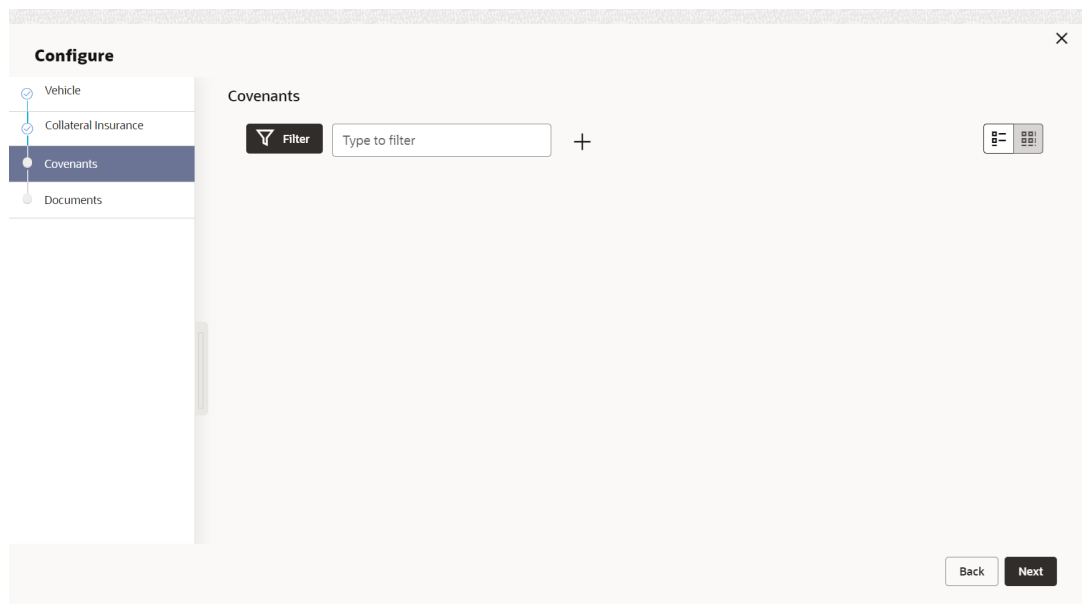 Configure
Vehicle
Collateral Insurance
Covenants
Documents
Covenants
Filter
Type to filter
Back
Next